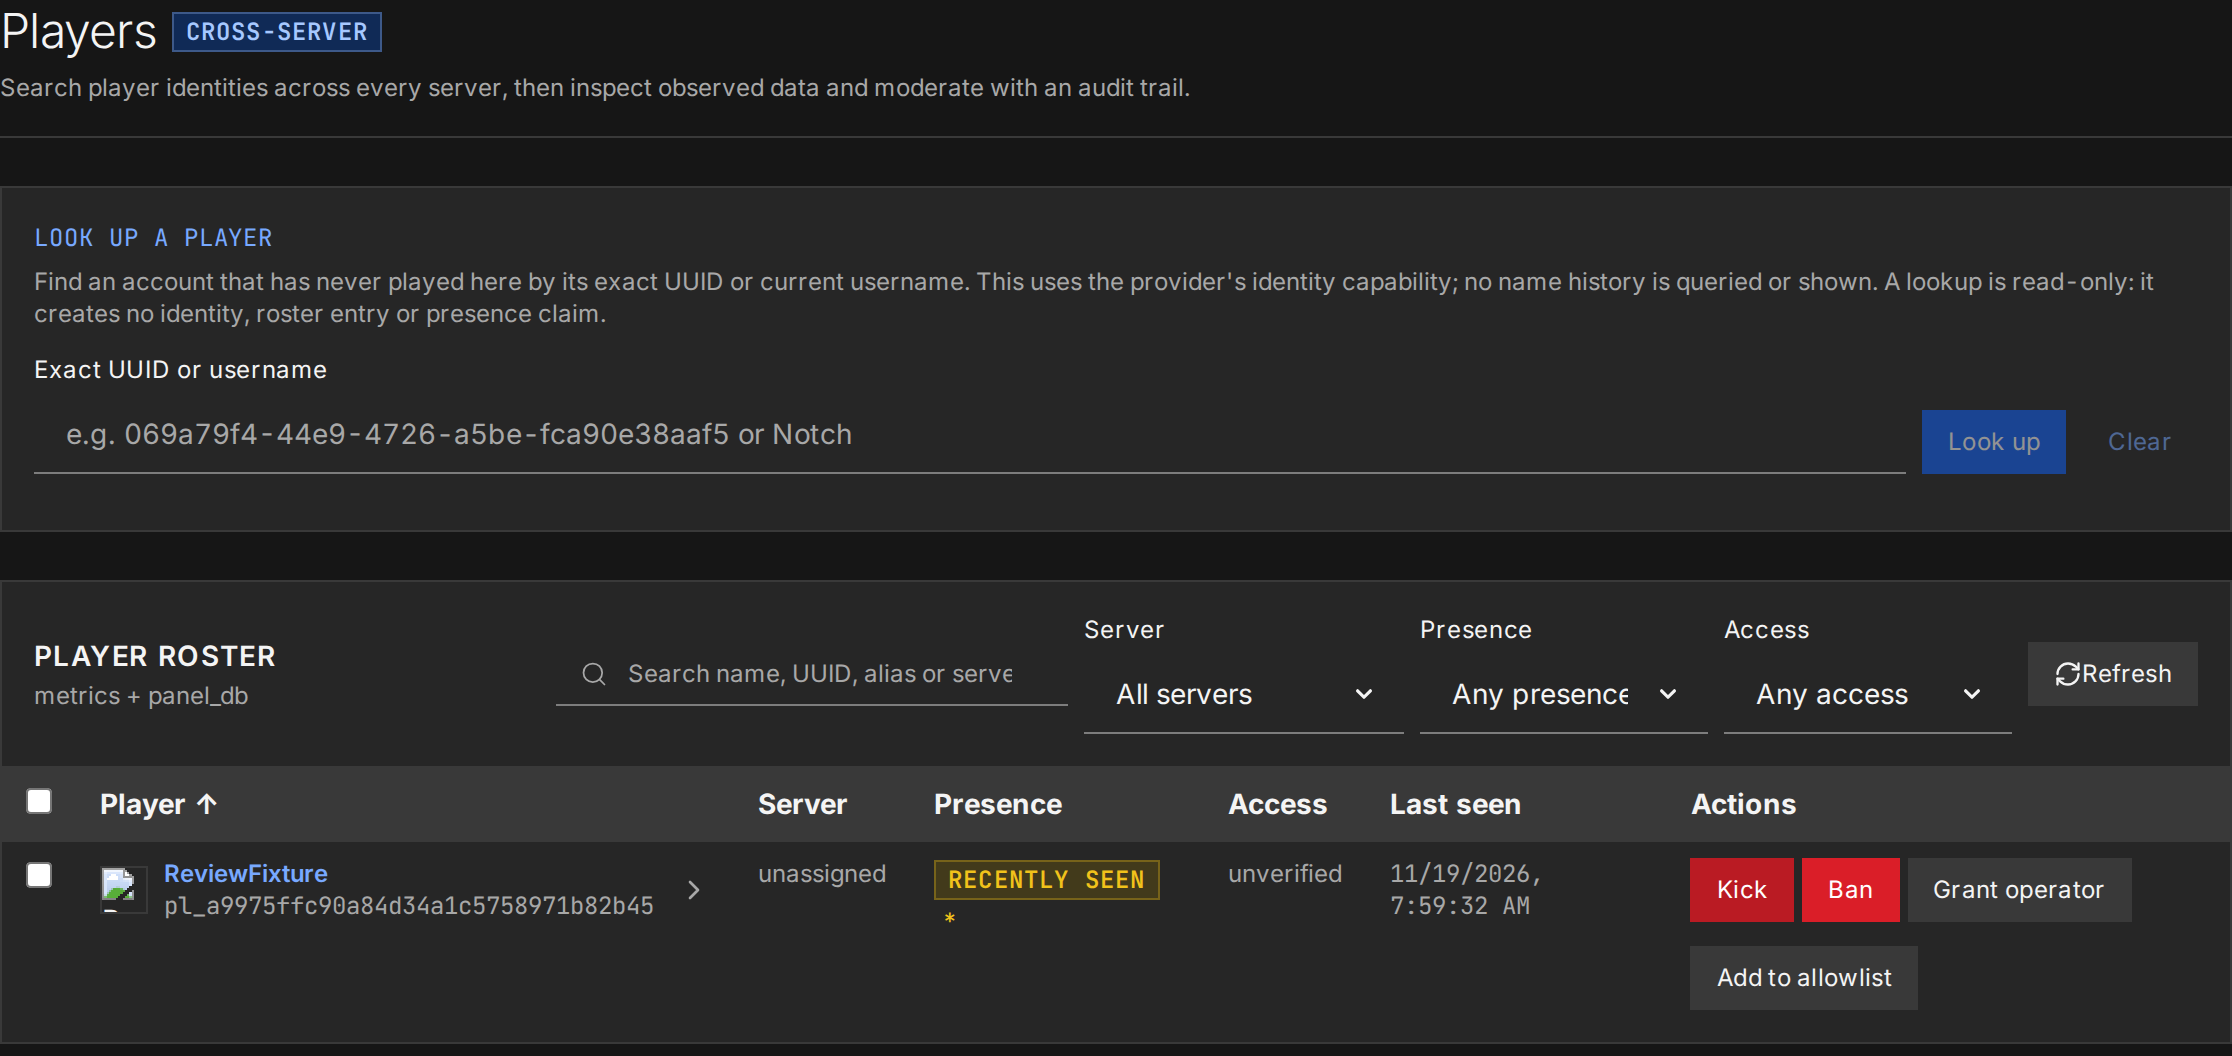 Players CROSS-SERVER
Search player identities across every server, then inspect observed data and moderate with an audit trail.
LOOK UP A PLAYER
Find an account that has never played here by its exact UUID or current username. This uses the provider's identity capability; no name history is queried or shown. A lookup is read-only: it
creates no identity, roster entry or presence claim.
Exact UUID or username
e.g. 069a79f4-44e9-4726-a5be-fca90e38aaf5 or Notch
Look up
Clear
PLAYER ROSTER
metrics + panel_db
Search name, UUID, alias or serve
Server
All servers
Presence
Any presence
Access
Any access
Refresh
Player ↑ Server Presence Access Last seen Actions
ReviewFixture
pl_a9975ffc90a84d34a1c5758971b82b45
unassigned
RECENTLY SEEN
*
unverified
11/19/2026,
7:59:32 AM
Kick Ban Grant operator
Add to allowlist